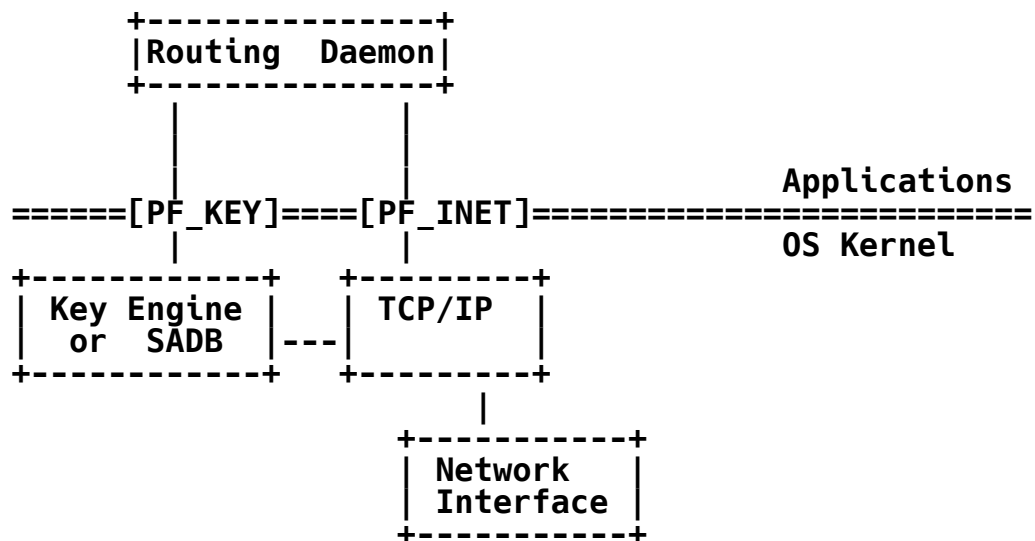 +---------------+
|Routing  Daemon|
+---------------+
|           |
|           |
|           |                   Applications
======[PF_KEY]====[PF_INET]==========================
|           |                   OS Kernel
+------------+   +---------+
| Key Engine |   | TCP/IP  |
|  or  SADB  |---|         |
+------------+   +---------+
|
+-----------+
| Network   |
| Interface |
+-----------+